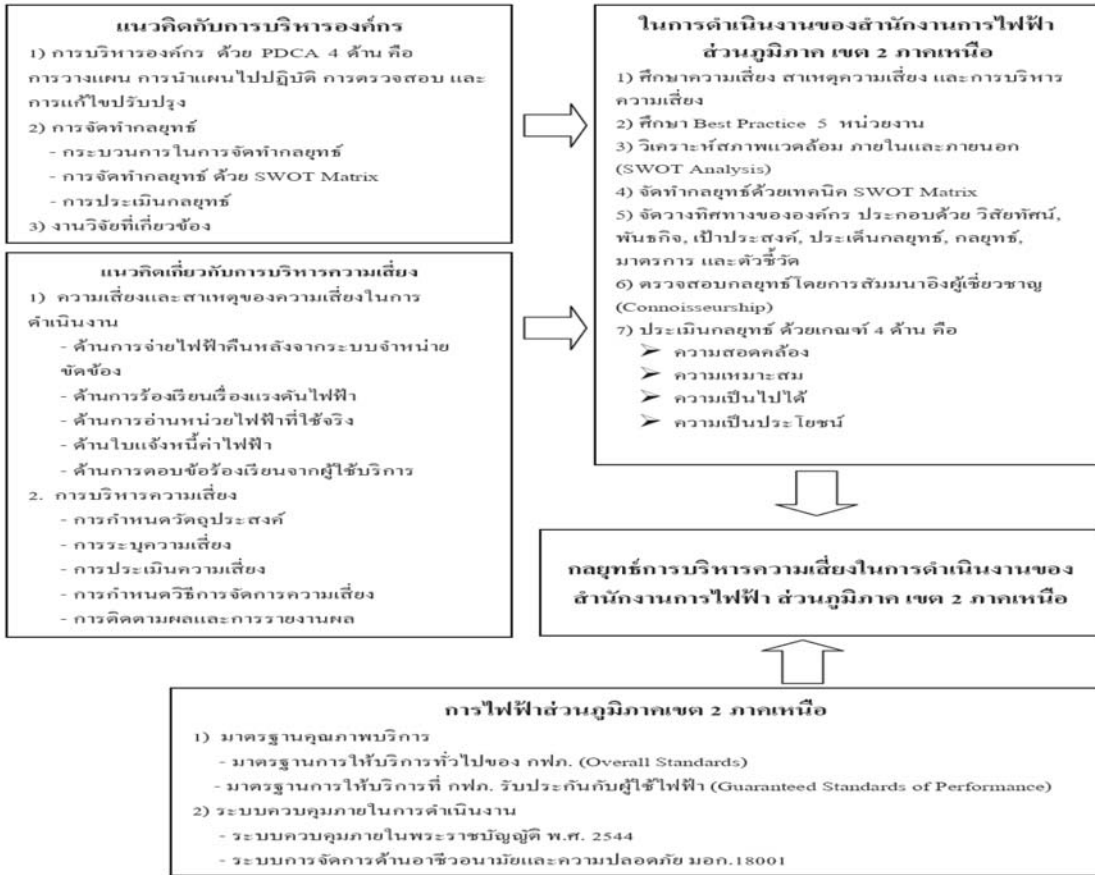 แนวคิดกับการบริหารองค์กร
1) การบริหารองค์กร ด้วย PDCA 4 ด้าน คือ
การวางแผน การนำแผนไปปฏิบัติ การตรวจสอบ และ
การแก้ไขปรับปรุง
2) การจัดทำกลยุทธ์
- กระบวนการในการจัดทำกลยุทธ์
- การจัดทำกลยุทธ์ ด้วย SWOT Matrix
- การประเมินกลยุทธ์
3) งานวิจัยที่เกี่ยวข้อง
แนวคิดเกี่ยวกับการบริหารความเสี่ยง
1) ความเสี่ยงและสาเหตุของความเสี่ยงในการ
ดำเนินงาน
- ด้านการจ่ายไฟฟ้าคืนหลังจากระบบจำหน่าย
ขัดข้อง
- ด้านการร้องเรียนเรื่องแรงดันไฟฟ้า
- ด้านการอ่านหน่วยไฟฟ้าที่ใช้จริง
- ด้านใบแจ้งหนี้ค่าไฟฟ้า
- ด้านการตอบข้อร้องเรียนจากผู้ใช้บริการ
2. การบริหารความเสี่ยง
- การกำหนดวัตถุประสงค์
- การระบุความเสี่ยง
- การประเมินความเสี่ยง
- การกำหนดวิธีการจัดการความเสี่ยง
- การติดตามผลและการรายงานผล
ในการดำเนินงานของสำนักงานการไฟฟ้า
ส่วนภูมิภาค เขต 2 ภาคเหนือ
1) ศึกษาความเสี่ยง สาเหตุความเสี่ยง และการบริหาร
ความเสี่ยง
2) ศึกษา Best Practice 5 หน่วยงาน
3) วิเคราะห์สภาพแวดล้อม ภายในและภายนอก
(SWOT Analysis)
4) จัดทำกลยุทธ์ด้วยเทคนิค SWOT Matrix
5) จัดวางทิศทางขององค์กร ประกอบด้วย วิสัยทัศน์,
พันธกิจ, เป้าประสงค์, ประเด็นกลยุทธ์, กลยุทธ์,
มาตรการ และตัวชี้วัด
6) ตรวจสอบกลยุทธ์โดยการสัมมนาอิงผู้เชี่ยวชาญ
(Connoisseurship)
7) ประเมินกลยุทธ์ ด้วยเกณฑ์ 4 ด้าน คือ
➢ ความสอดคล้อง
➢ ความเหมาะสม
➢ ความเป็นไปได้
➢ ความเป็นประโยชน์
กลยุทธ์การบริหารความเสี่ยงในการดำเนินงานของ
สำนักงานการไฟฟ้า ส่วนภูมิภาค เขต 2 ภาคเหนือ
การไฟฟ้าส่วนภูมิภาคเขต 2 ภาคเหนือ
1) มาตรฐานคุณภาพบริการ
- มาตรฐานการให้บริการทั่วไปของ กฟภ. (Overall Standards)
- มาตรฐานการให้บริการที่ กฟภ. รับประกันกับผู้ใช้ไฟฟ้า (Guaranteed Standards of Performance)
2) ระบบควบคุมภายในการดำเนินงาน
- ระบบควบคุมภายในพระราชบัญญัติ พ.ศ. 2544
- ระบบการจัดการด้านอาชีวอนามัยและความปลอดภัย มอก.18001